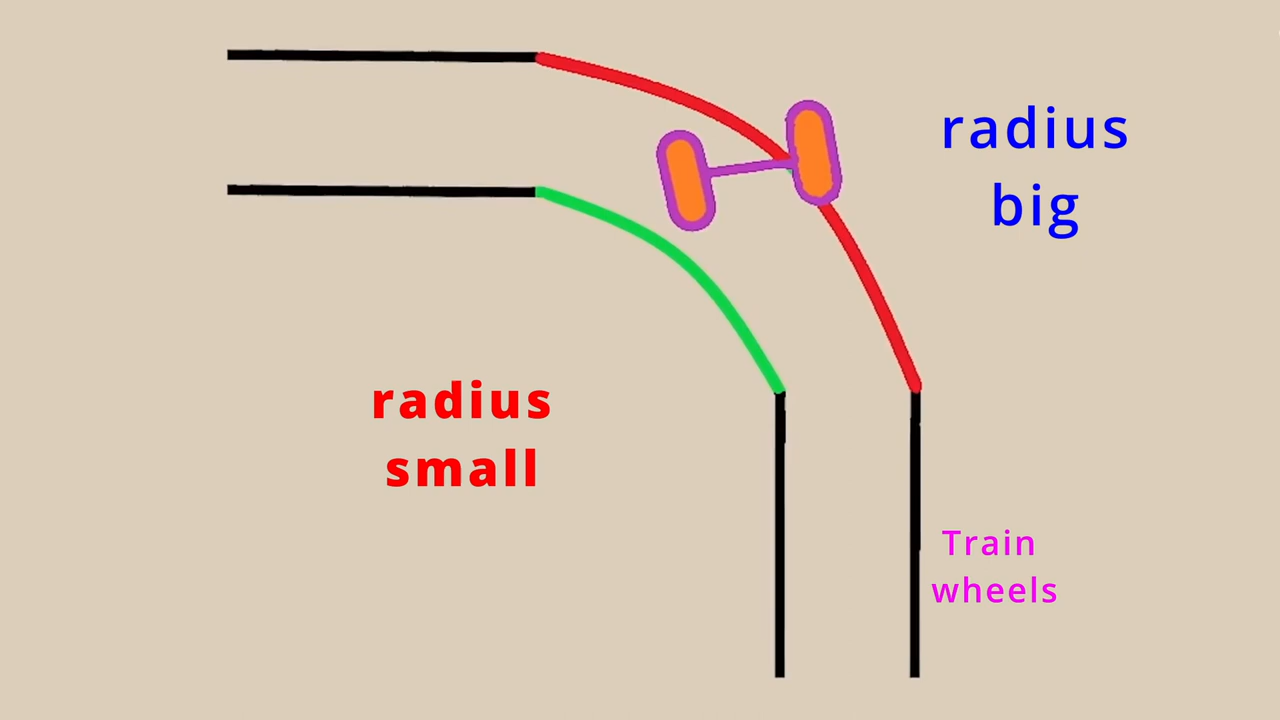 radius
big
radius
small
Train
wheels